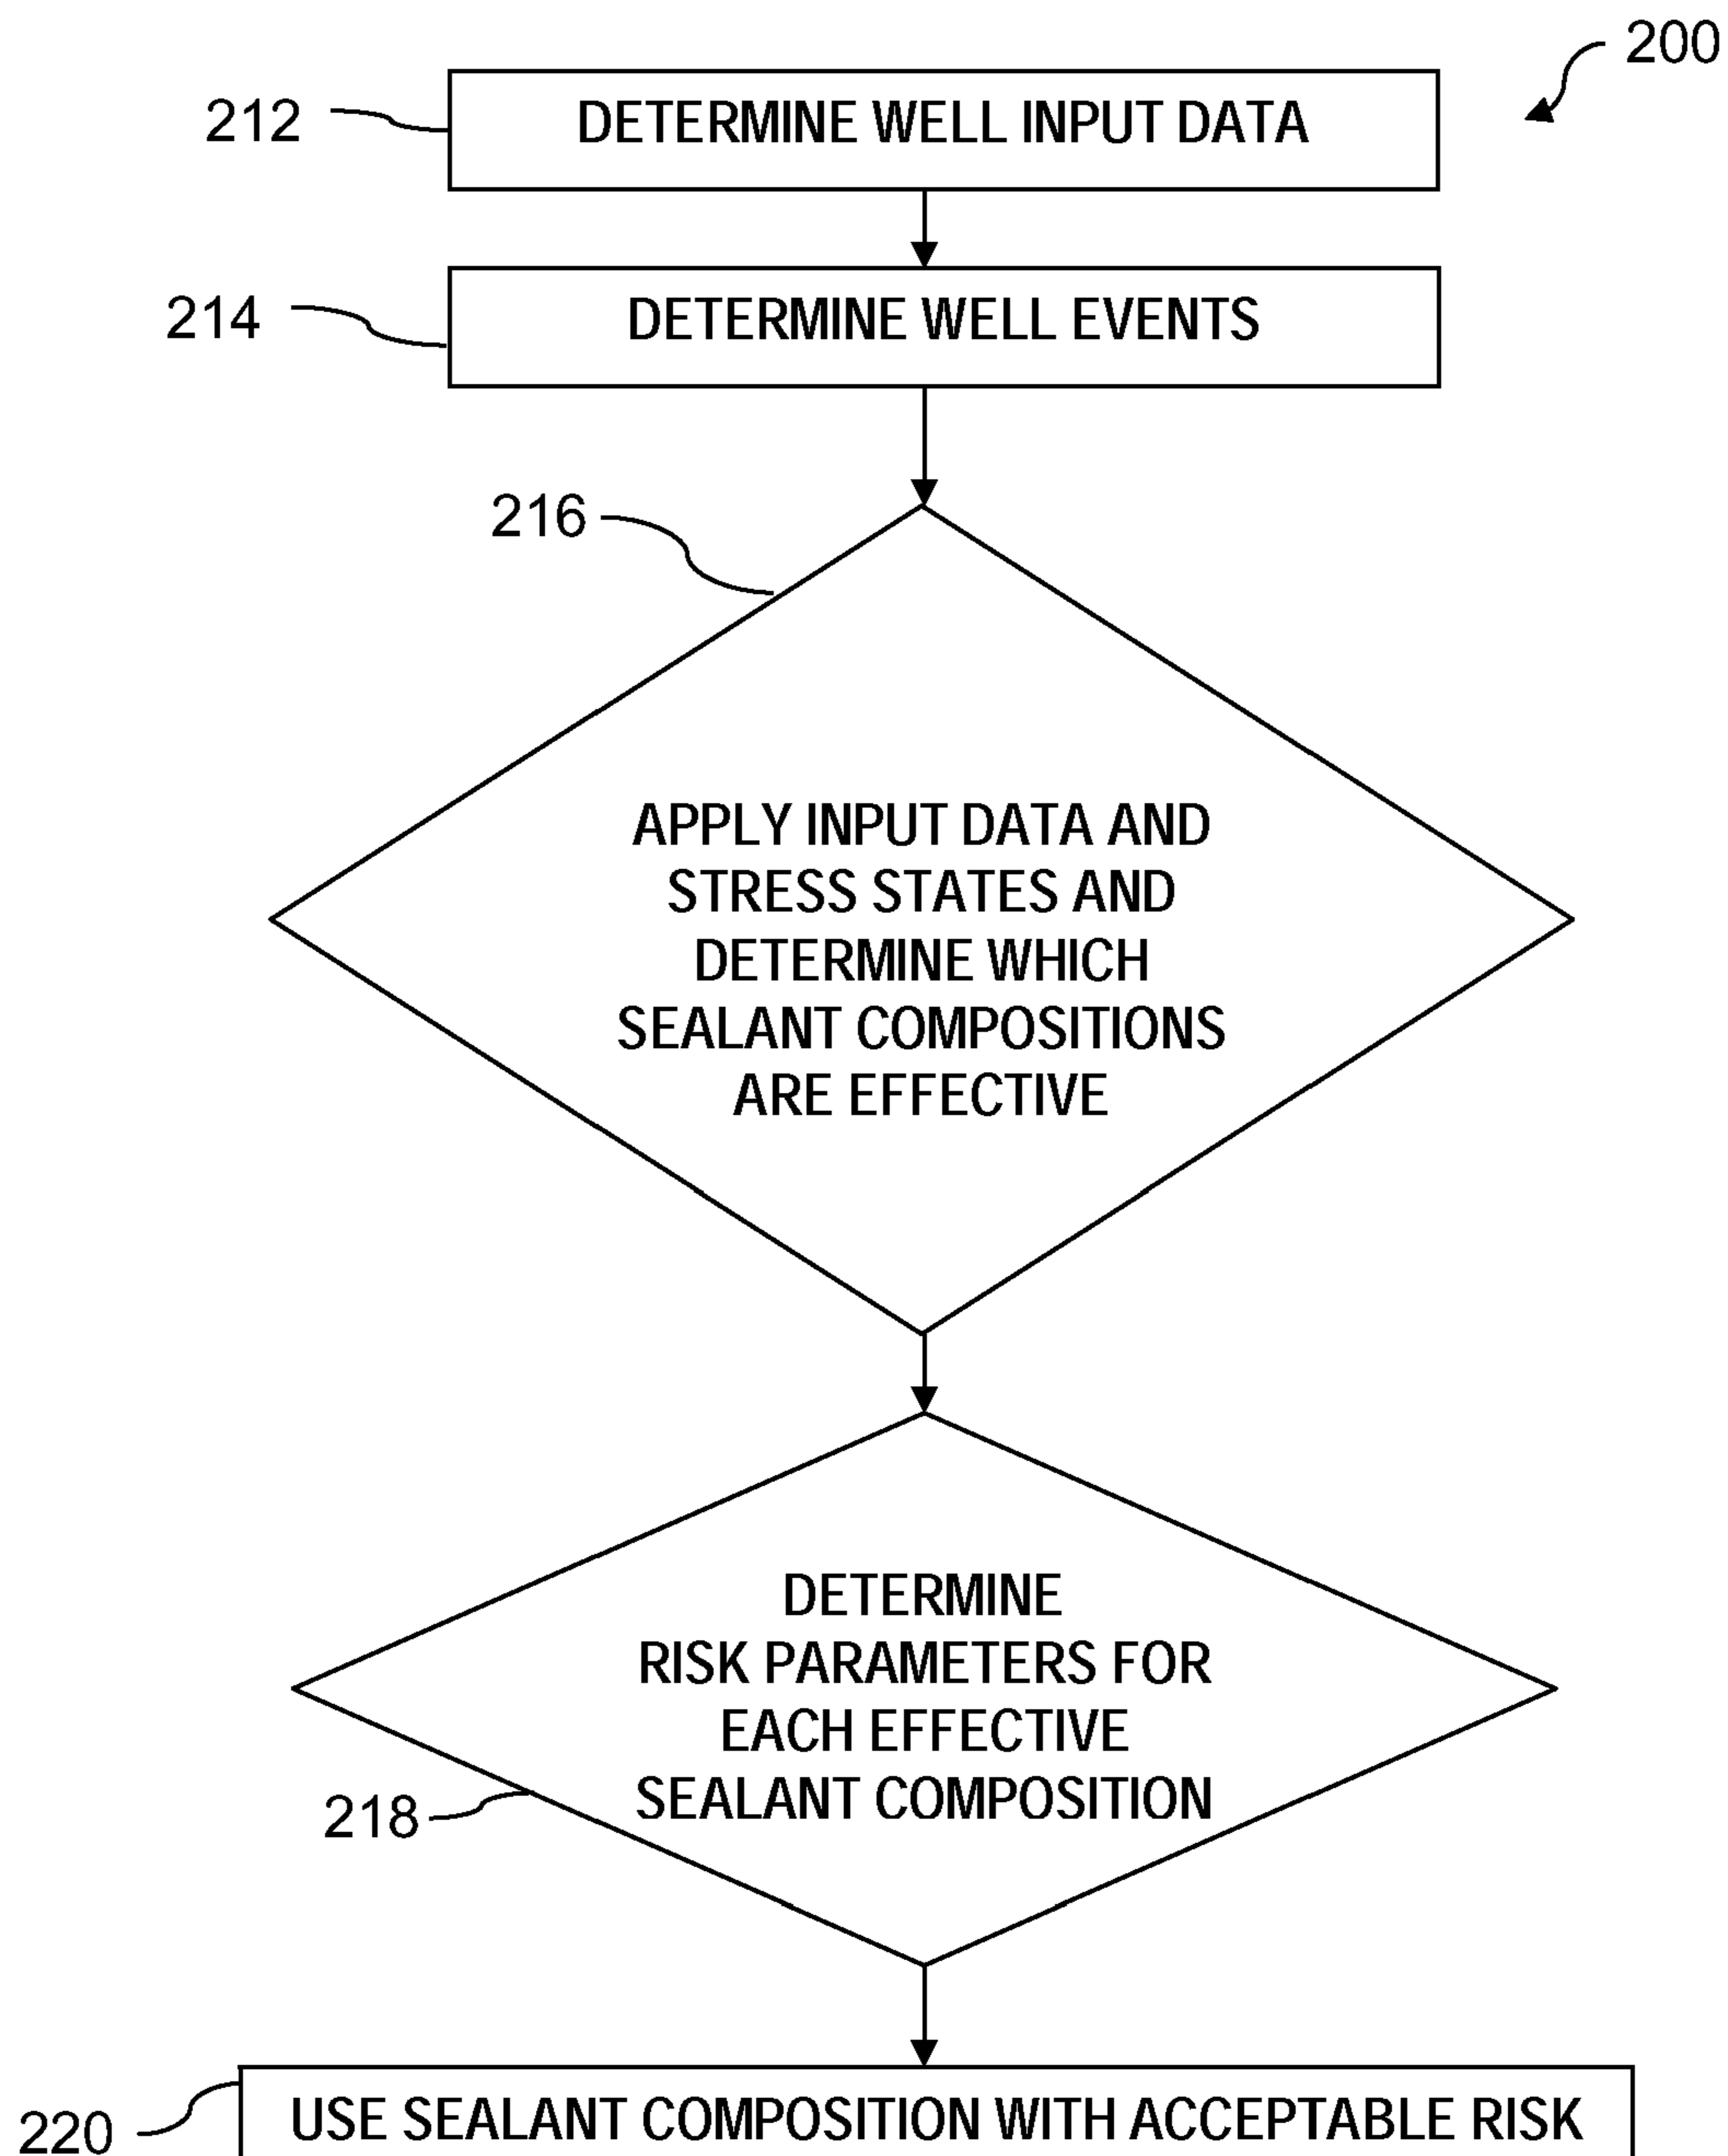 200
212
DETERMINE WELL INPUT DATA
214
DETERMINE WELL EVENTS
216
APPLY INPUT DATA AND
STRESS STATES AND
DETERMINE WHICH
SEALANT COMPOSITIONS
ARE EFFECTIVE
DETERMINE
RISK PARAMETERS FOR
EACH EFFECTIVE
SEALANT COMPOSITION
218
220
USE SEALANT COMPOSITION WITH ACCEPTABLE RISK